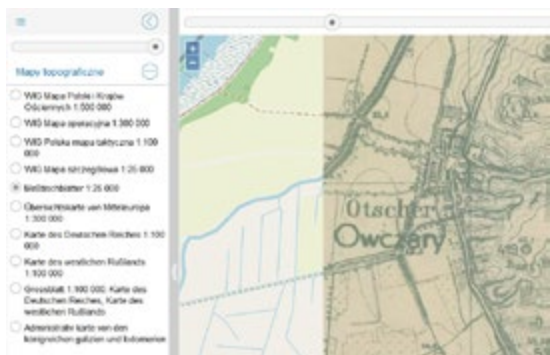 Mapy topograficzne
WIG Mapa Polski i Krajów
Ościennych 1:500 000
WIG Mapa operacyjna 1:300 000
WIG Polska mapa taktyczna 1:100
000
WIG Mapa szczegółowa 1:25 000
Meßtischblätter 1:25 000
Übersichtskarte von Mitteleuropa
1:300 000
Karte des Deutschen Reiches 1:100
000
Karte des westlichen Rußlands
1:100 000
Grossblatt 1:100 000. Karte des
Deutschen Reiches, Karte des
westlichen Rußlands
Administrativ karte von den
königreichen galizien und lodomerien
+
−
Ötscher
Owczary